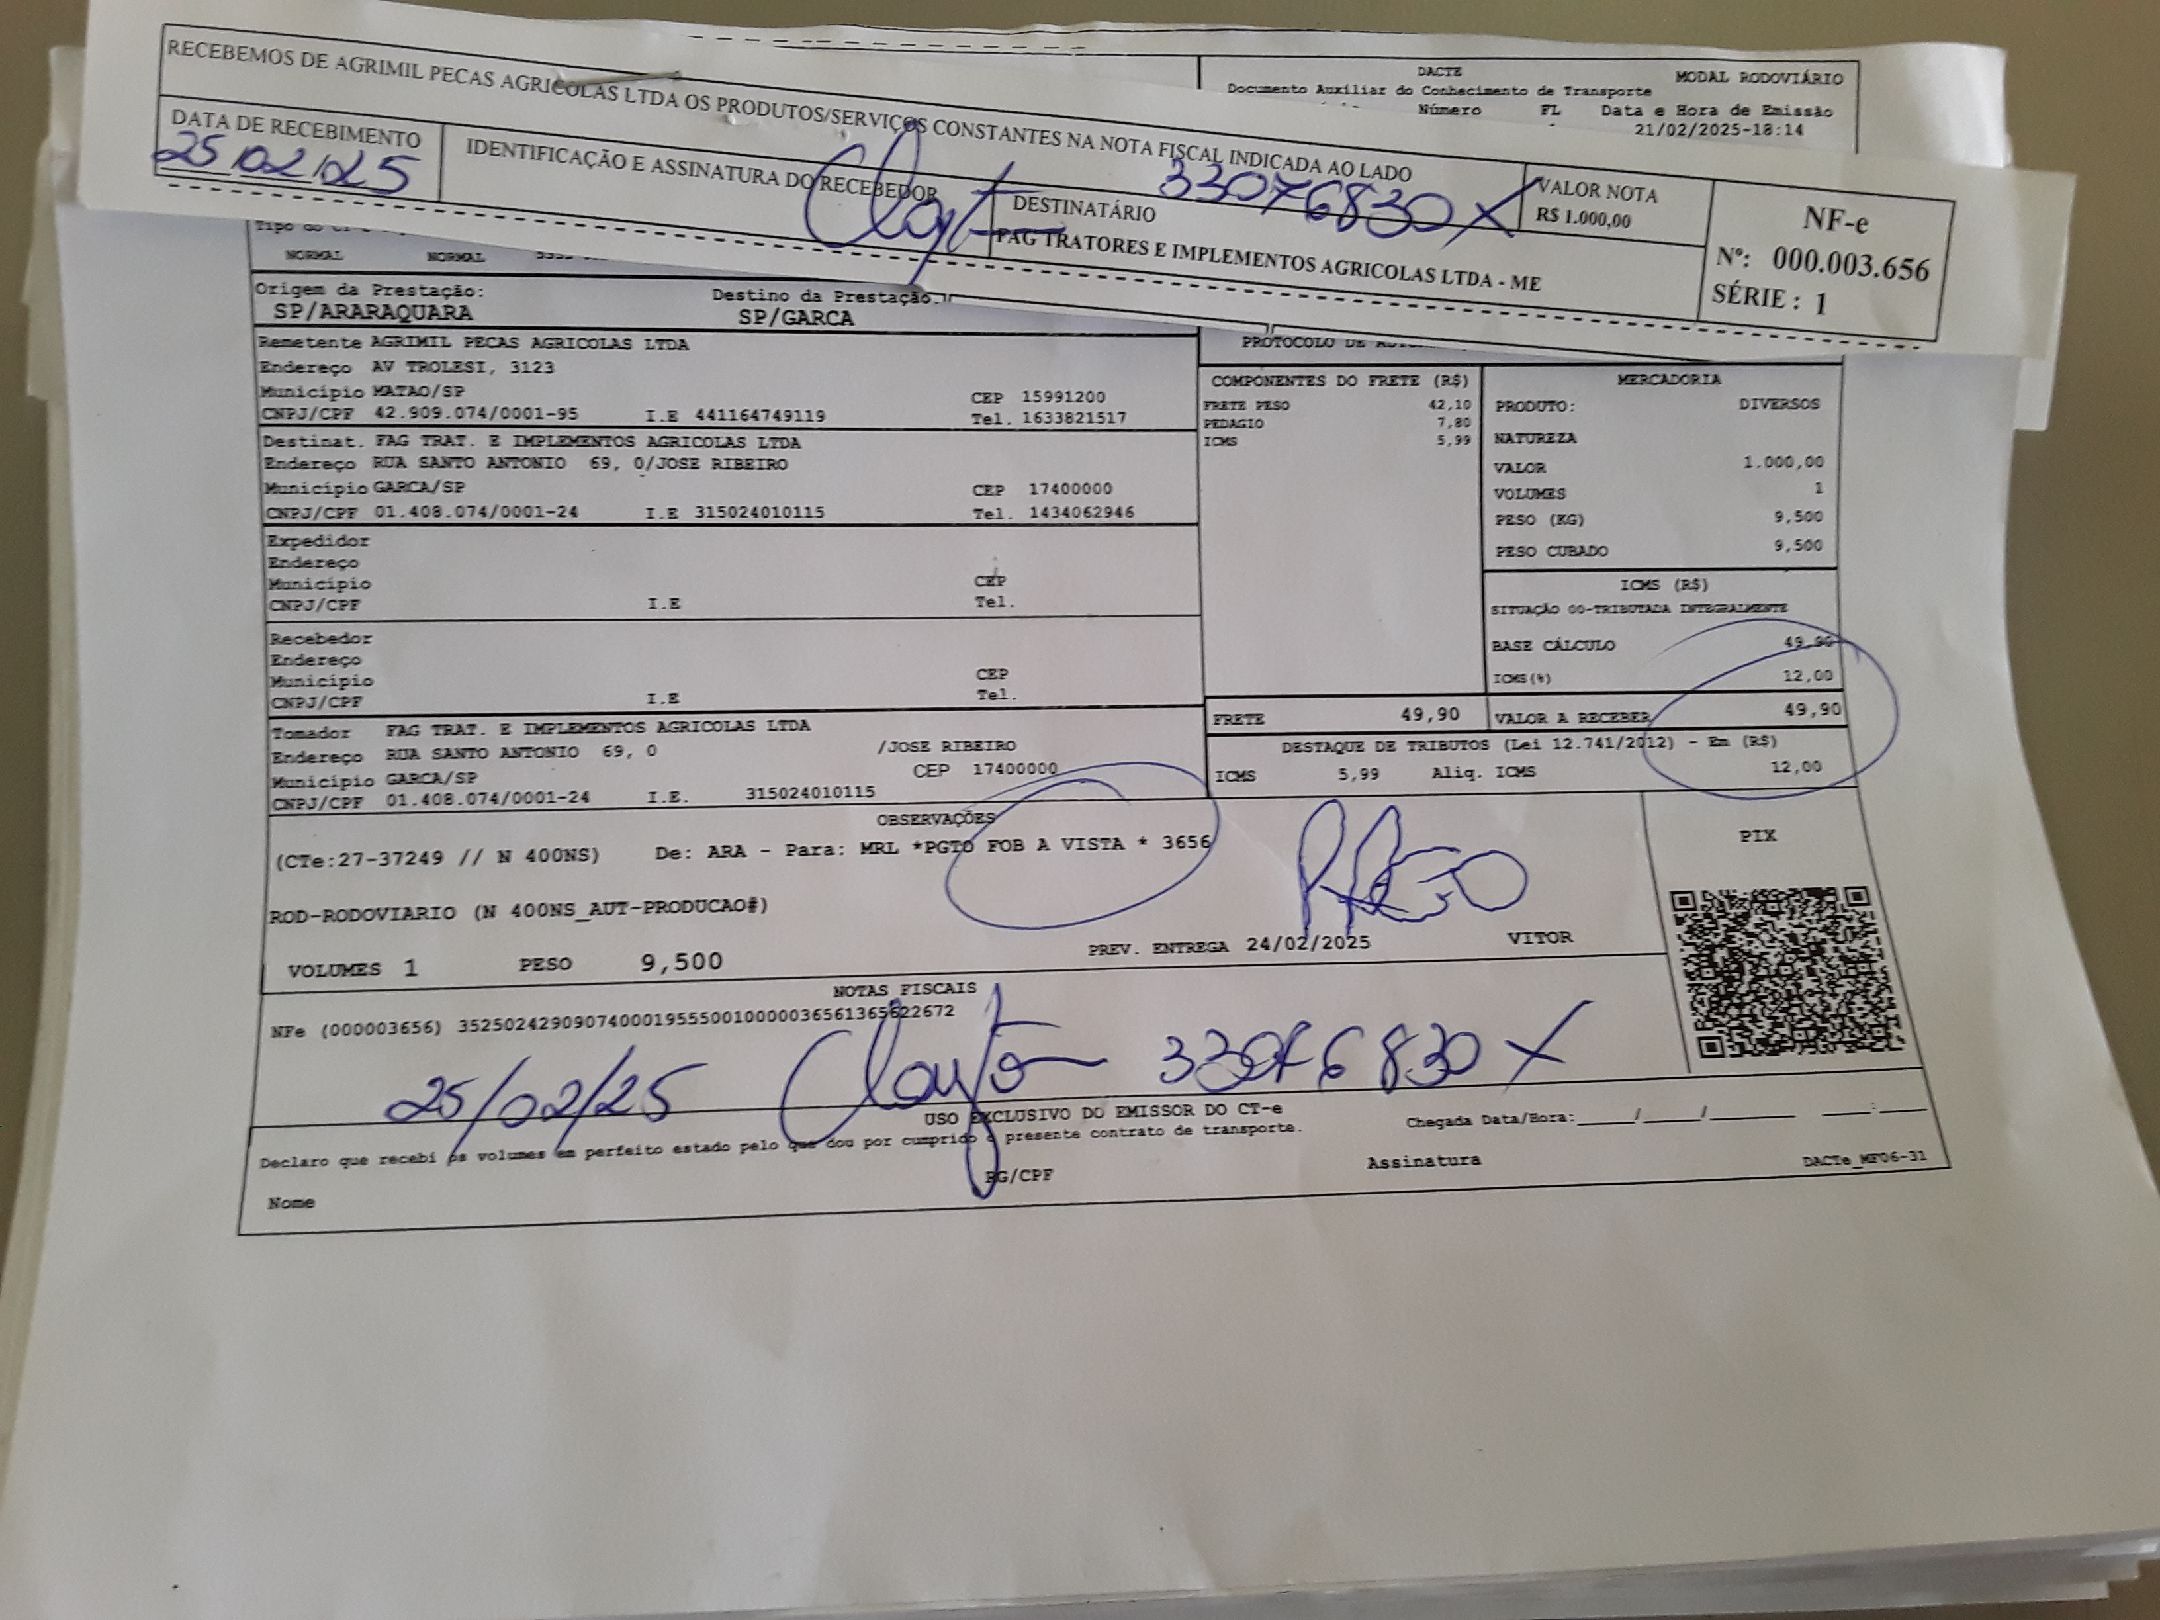 DACTE MODAL RODOVIÁRIO
Documento Auxiliar do Conhecimento de Transporte
Número FL Data e Hora de Emissão
21/02/2025-18:14
RECEBEMOS DE AGRIMIL PECAS AGRICOLAS LTDA OS PRODUTOS/SERVIÇOS CONSTANTES NA NOTA FISCAL INDICADA AO LADO
DATA DE RECEBIMENTO
25/02/25
IDENTIFICAÇÃO E ASSINATURA DO RECEBEDOR
Clayton
33076830X
DESTINATÁRIO
FAG TRATORES E IMPLEMENTOS AGRICOLAS LTDA - ME
VALOR NOTA
R$ 1.000,00
NF-e
Nº: 000.003.656
SÉRIE : 1
NORMAL NORMAL
Origem da Prestação: Destino da Prestação:
SP/ARARAQUARA SP/GARCA
Remetente AGRIMIL PECAS AGRICOLAS LTDA
Endereço AV TROLESI, 3123
Município MATAO/SP CEP 15991200
CNPJ/CPF 42.909.074/0001-95 I.E 441164749119 Tel. 1633821517
Destinat. FAG TRAT. E IMPLEMENTOS AGRICOLAS LTDA
Endereço RUA SANTO ANTONIO 69, 0/JOSE RIBEIRO
Município GARCA/SP CEP 17400000
CNPJ/CPF 01.408.074/0001-24 I.E 315024010115 Tel. 1434062946
Expedidor
Endereço
Município CEP
CNPJ/CPF I.E Tel.
Recebedor
Endereço
Município CEP
CNPJ/CPF I.E Tel.
Tomador FAG TRAT. E IMPLEMENTOS AGRICOLAS LTDA
Endereço RUA SANTO ANTONIO 69, 0 /JOSE RIBEIRO
Município GARCA/SP CEP 17400000
CNPJ/CPF 01.408.074/0001-24 I.E. 315024010115
PROTOCOLO DE
COMPONENTES DO FRETE (R$)
FRETE PESO 42,10
PEDAGIO 7,80
ICMS 5,99
MERCADORIA
PRODUTO: DIVERSOS
NATUREZA
VALOR 1.000,00
VOLUMES 1
PESO (KG) 9,500
PESO CUBADO 9,500
ICMS (R$)
SITUAÇÃO 00-TRIBUTADA INTEGRALMENTE
BASE CÁLCULO 49,90
ICMS(%) 12,00
FRETE 49,90 VALOR A RECEBER 49,90
DESTAQUE DE TRIBUTOS (Lei 12.741/2012) - Em (R$)
ICMS 5,99 Aliq. ICMS 12,00
OBSERVAÇÕES
(CTe:27-37249 // N 400NS) De: ARA - Para: MRL *PGTO FOB A VISTA * 3656
PAGO
ROD-RODOVIARIO (N 400NS_AUT-PRODUCAO#)
VOLUMES 1 PESO 9,500 PREV. ENTREGA 24/02/2025 VITOR
PIX
NOTAS FISCAIS
NFe (000003656) 35250242909074000195550010000036561365622672
25/02/25 Clayton 33076830X
USO EXCLUSIVO DO EMISSOR DO CT-e
Declaro que recebi os volumes em perfeito estado pelo que dou por cumprido o presente contrato de transporte.
Chegada Data/Hora:_____/_____/________ ____:____
Nome RG/CPF Assinatura DACTe_MF06-31